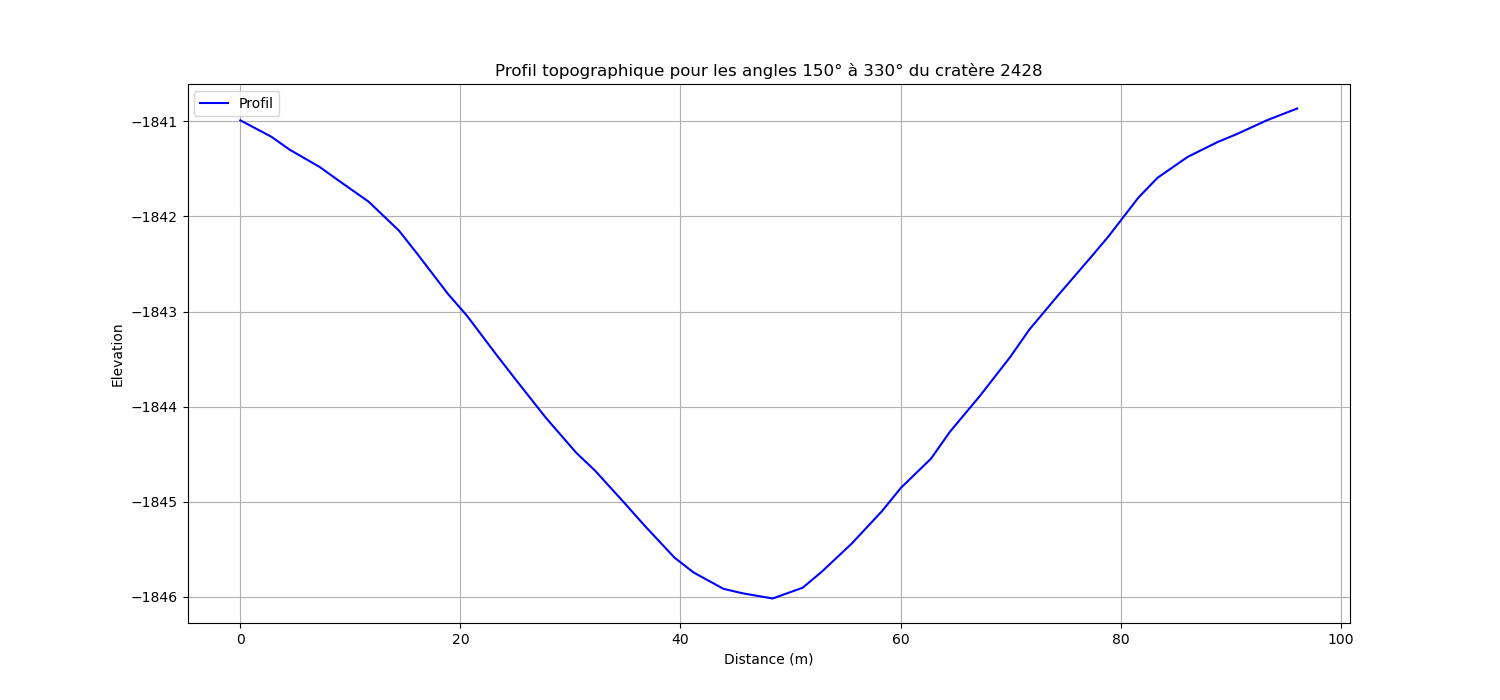 Profil topographique pour les angles 150° à 330° du cratère 2428
Profil
−1841
−1842
−1843
−1844
−1845
−1846
Elevation
0 20 40 60 80 100
Distance (m)